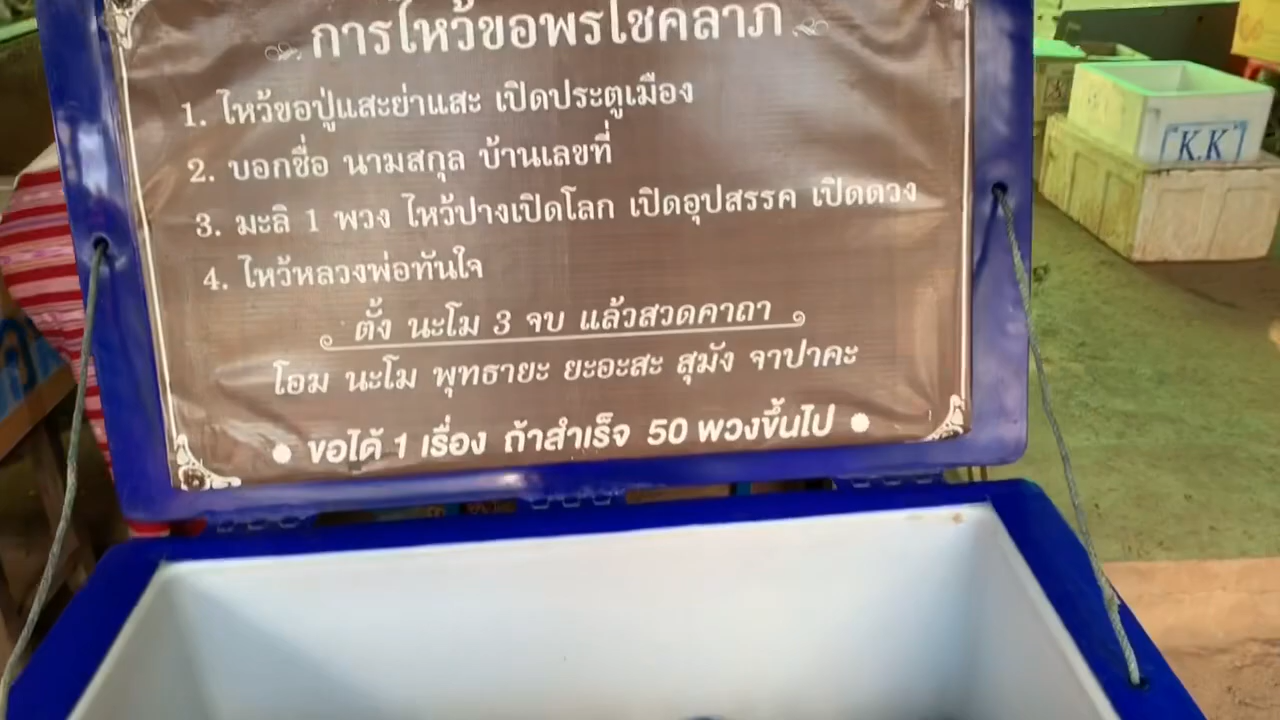 การไหว้ขอพรโชคลาภ
1. ไหว้ขอปู่แสะย่าแสะ เปิดประตูเมือง
2. บอกชื่อ นามสกุล บ้านเลขที่
3. มะลิ 1 พวง ไหว้ปางเปิดโลก เปิดอุปสรรค เปิดดวง
4. ไหว้หลวงพ่อทันใจ
ตั้ง นะโม 3 จบ แล้วสวดคาถา
โอม นะโม พุทธายะ ยะอะสะ สุมัง จาปาคะ
ขอได้ 1 เรื่อง ถ้าสำเร็จ 50 พวงขึ้นไป
K.K